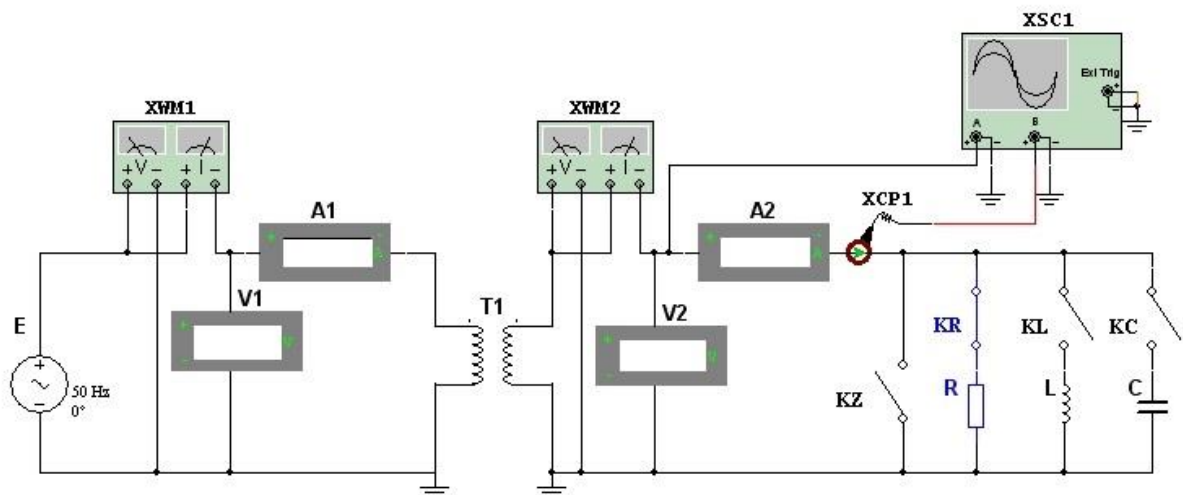 XSC1
Ext Trig
+
-
A
B
+ - + -
XWM1
+ V - + I -
XWM2
+ V - + I -
XCP1
A1
+ -
A
A2
+ -
A
E
+
-
50 Hz
0°
V1
+
-
V
T1
V2
+
-
V
KZ
KR
R
KL
L
KC
C